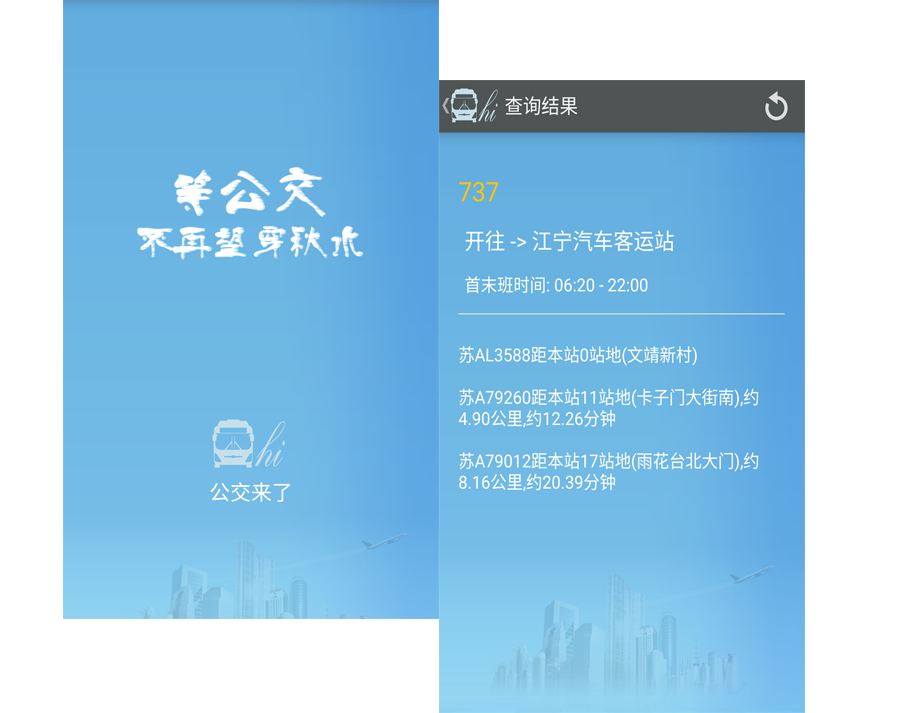 等公交
不再望穿秋水
hi
公交来了
hi 查询结果
737
开往 -> 江宁汽车客运站
首末班时间: 06:20 - 22:00
苏AL3588距本站0站地(文靖新村)
苏A79260距本站11站地(卡子门大街南),约
4.90公里,约12.26分钟
苏A79012距本站17站地(雨花台北大门),约
8.16公里,约20.39分钟